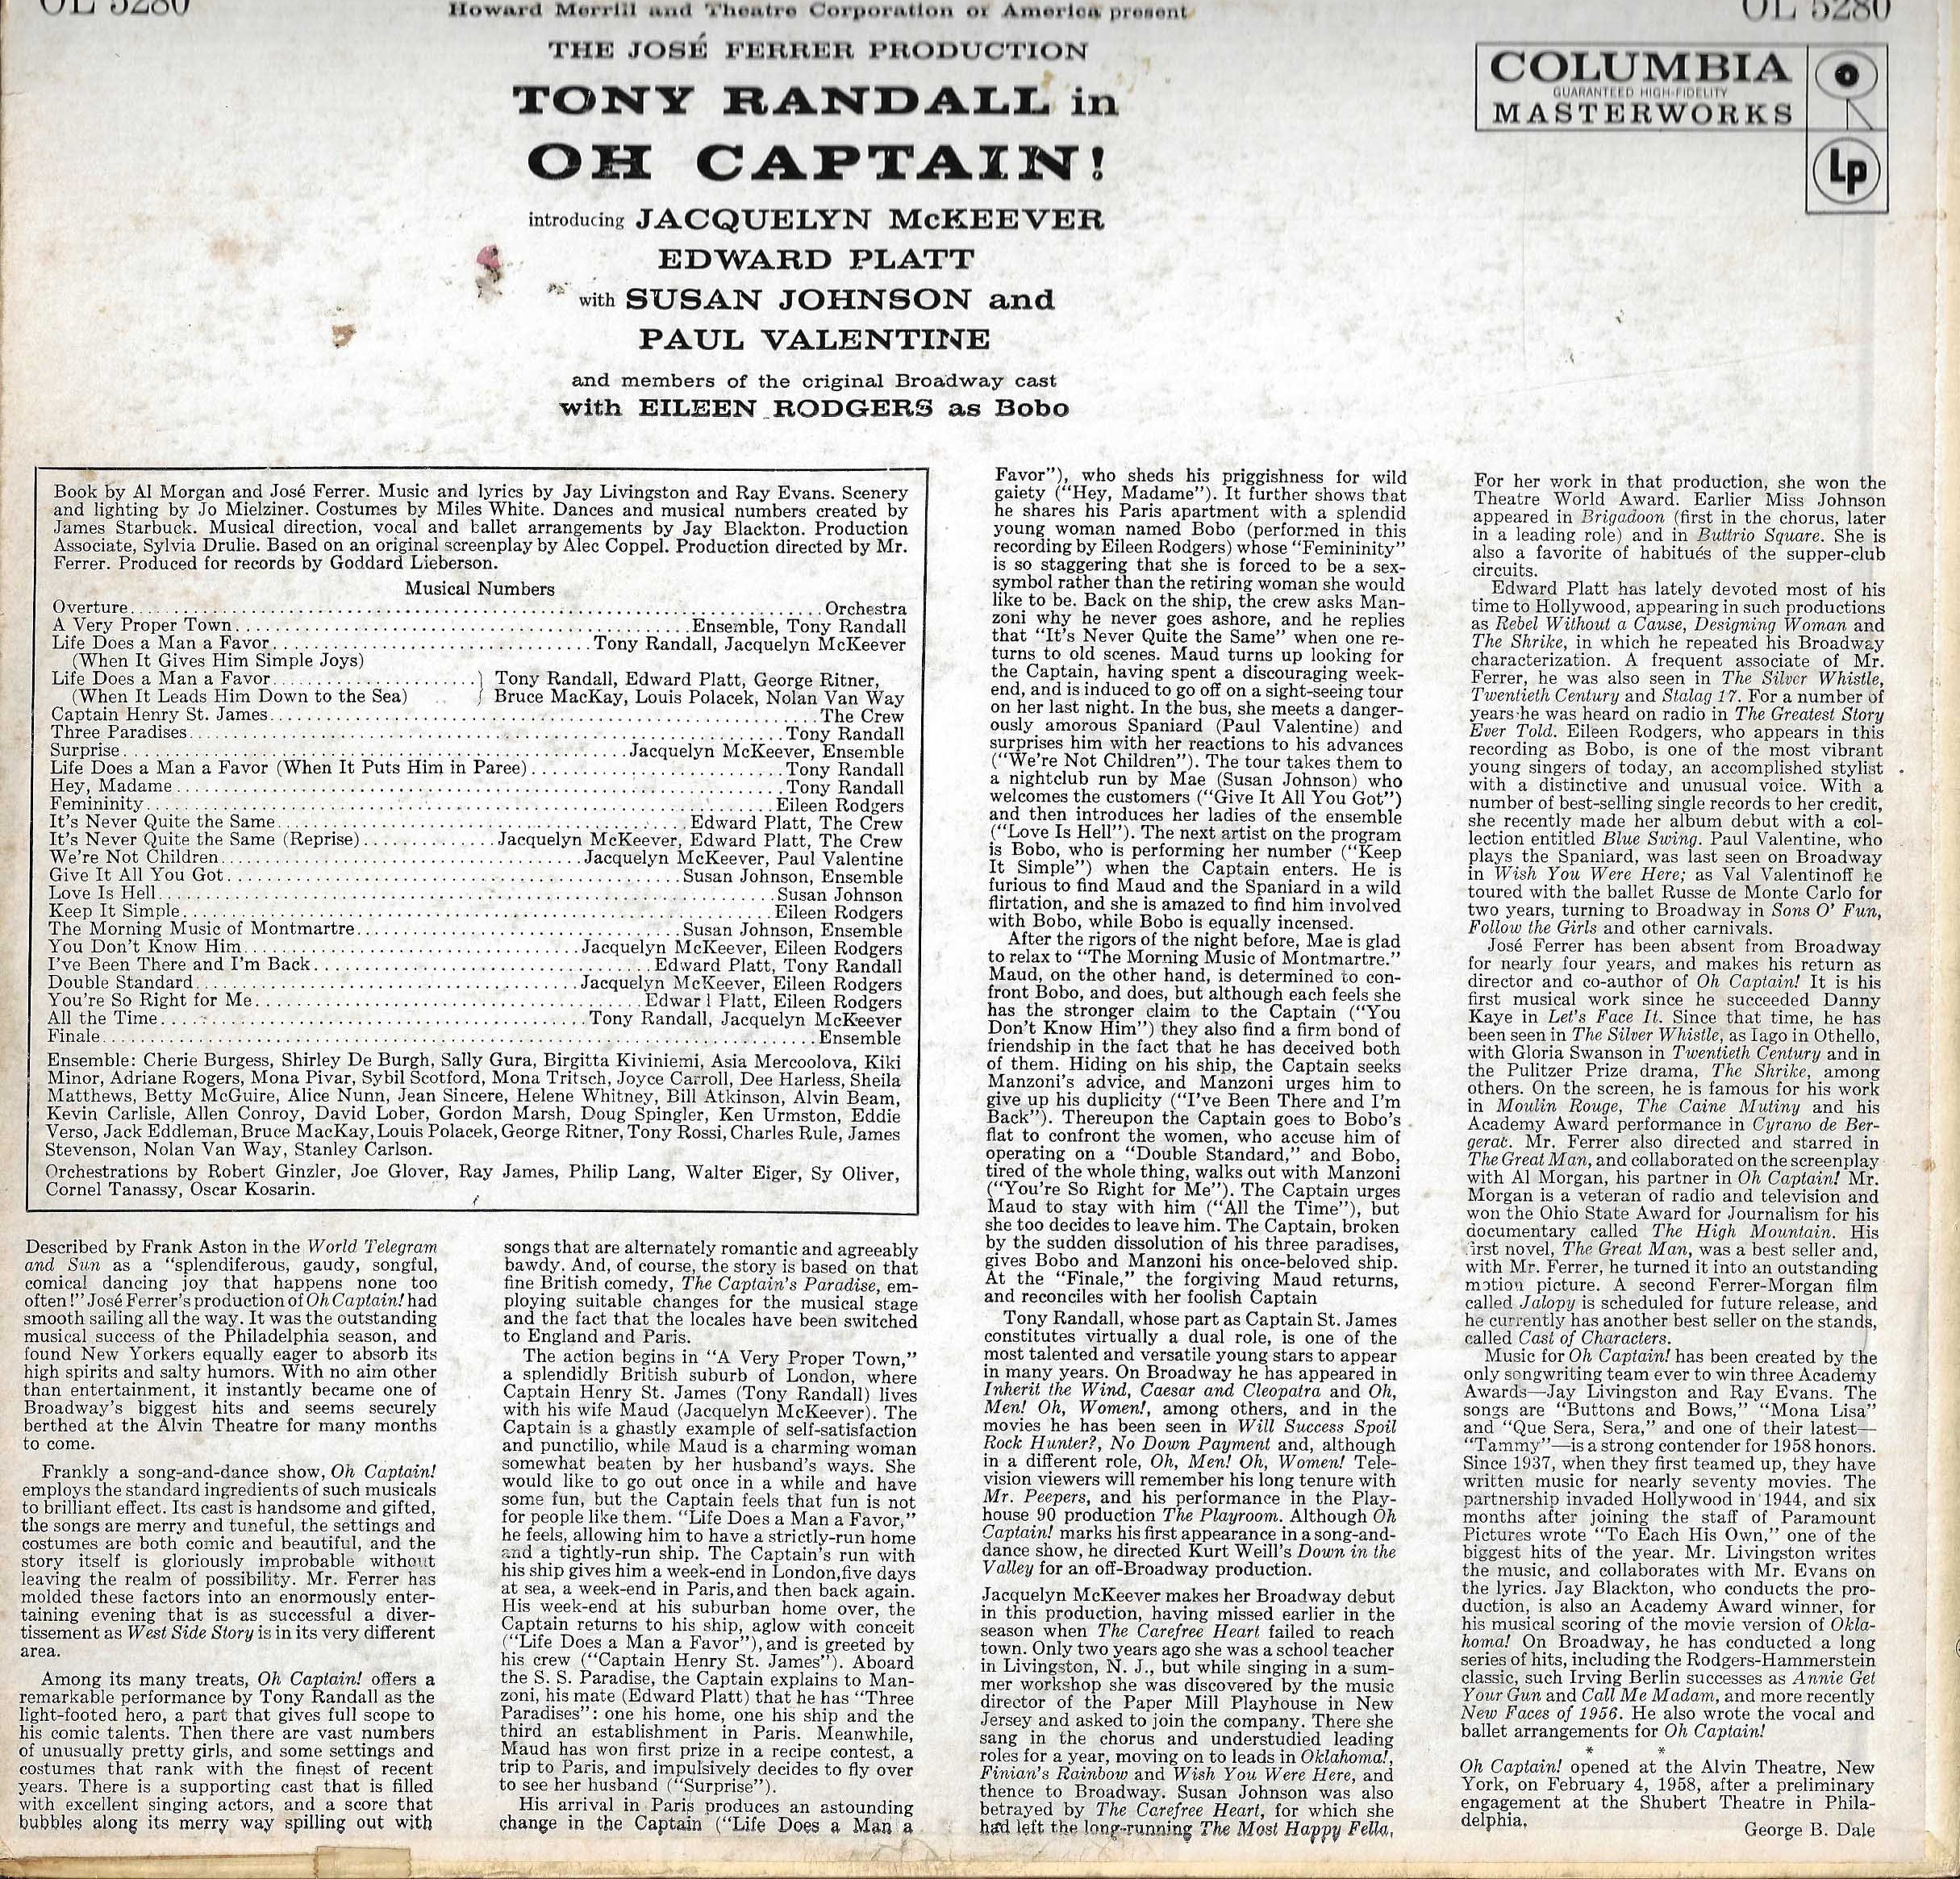 OL 5280
Howard Merrill and Theatre Corporation of America present
OL 5280
THE JOSÉ FERRER PRODUCTION
TONY RANDALL in
OH CAPTAIN!
introducing JACQUELYN McKEEVER
EDWARD PLATT
with SUSAN JOHNSON and
PAUL VALENTINE
and members of the original Broadway cast
with EILEEN RODGERS as Bobo
COLUMBIA
GUARANTEED HIGH-FIDELITY
MASTERWORKS
Lp
Book by Al Morgan and José Ferrer. Music and lyrics by Jay Livingston and Ray Evans. Scenery
and lighting by Jo Mielziner. Costumes by Miles White. Dances and musical numbers created by
James Starbuck. Musical direction, vocal and ballet arrangements by Jay Blackton. Production
Associate, Sylvia Drulie. Based on an original screenplay by Alec Coppel. Production directed by Mr.
Ferrer. Produced for records by Goddard Lieberson.
Musical Numbers
Overture..........Orchestra
A Very Proper Town..........Ensemble, Tony Randall
Life Does a Man a Favor..........Tony Randall, Jacquelyn McKeever
(When It Gives Him Simple Joys)
Life Does a Man a Favor..........} Tony Randall, Edward Platt, George Ritner,
(When It Leads Him Down to the Sea) } Bruce MacKay, Louis Polacek, Nolan Van Way
Captain Henry St. James..........The Crew
Three Paradises..........Tony Randall
Surprise..........Jacquelyn McKeever, Ensemble
Life Does a Man a Favor (When It Puts Him in Paree)..........Tony Randall
Hey, Madame..........Tony Randall
Femininity..........Eileen Rodgers
It's Never Quite the Same..........Edward Platt, The Crew
It's Never Quite the Same (Reprise)..........Jacquelyn McKeever, Edward Platt, The Crew
We're Not Children..........Jacquelyn McKeever, Paul Valentine
Give It All You Got..........Susan Johnson, Ensemble
Love Is Hell..........Susan Johnson
Keep It Simple..........Eileen Rodgers
The Morning Music of Montmartre..........Susan Johnson, Ensemble
You Don't Know Him..........Jacquelyn McKeever, Eileen Rodgers
I've Been There and I'm Back..........Edward Platt, Tony Randall
Double Standard..........Jacquelyn McKeever, Eileen Rodgers
You're So Right for Me..........Edward Platt, Eileen Rodgers
All the Time..........Tony Randall, Jacquelyn McKeever
Finale..........Ensemble
Ensemble: Cherie Burgess, Shirley De Burgh, Sally Gura, Birgitta Kiviniemi, Asia Mercoolova, Kiki
Minor, Adriane Rogers, Mona Pivar, Sybil Scotford, Mona Tritsch, Joyce Carroll, Dee Harless, Sheila
Matthews, Betty McGuire, Alice Nunn, Jean Sincere, Helene Whitney, Bill Atkinson, Alvin Beam,
Kevin Carlisle, Allen Conroy, David Lober, Gordon Marsh, Doug Spingler, Ken Urmston, Eddie
Verso, Jack Eddleman, Bruce MacKay, Louis Polacek, George Ritner, Tony Rossi, Charles Rule, James
Stevenson, Nolan Van Way, Stanley Carlson.
Orchestrations by Robert Ginzler, Joe Glover, Ray James, Philip Lang, Walter Eiger, Sy Oliver,
Cornel Tanassy, Oscar Kosarin.
Described by Frank Aston in the World Telegram
and Sun as a "splendiferous, gaudy, songful,
comical dancing joy that happens none too
often!" José Ferrer's production of Oh Captain! had
smooth sailing all the way. It was the outstanding
musical success of the Philadelphia season, and
found New Yorkers equally eager to absorb its
high spirits and salty humors. With no aim other
than entertainment, it instantly became one of
Broadway's biggest hits and seems securely
berthed at the Alvin Theatre for many months
to come.
Frankly a song-and-dance show, Oh Captain!
employs the standard ingredients of such musicals
to brilliant effect. Its cast is handsome and gifted,
the songs are merry and tuneful, the settings and
costumes are both comic and beautiful, and the
story itself is gloriously improbable without
leaving the realm of possibility. Mr. Ferrer has
molded these factors into an enormously enter-
taining evening that is as successful a diver-
tissement as West Side Story is in its very different
area.
Among its many treats, Oh Captain! offers a
remarkable performance by Tony Randall as the
light-footed hero, a part that gives full scope to
his comic talents. Then there are vast numbers
of unusually pretty girls, and some settings and
costumes that rank with the finest of recent
years. There is a supporting cast that is filled
with excellent singing actors, and a score that
bubbles along its merry way spilling out with
songs that are alternately romantic and agreeably
bawdy. And, of course, the story is based on that
fine British comedy, The Captain's Paradise, em-
ploying suitable changes for the musical stage
and the fact that the locales have been switched
to England and Paris.
The action begins in "A Very Proper Town,"
a splendidly British suburb of London, where
Captain Henry St. James (Tony Randall) lives
with his wife Maud (Jacquelyn McKeever). The
Captain is a ghastly example of self-satisfaction
and punctilio, while Maud is a charming woman
somewhat beaten by her husband's ways. She
would like to go out once in a while and have
some fun, but the Captain feels that fun is not
for people like them. "Life Does a Man a Favor,"
he feels, allowing him to have a strictly-run home
and a tightly-run ship. The Captain's run with
his ship gives him a week-end in London, five days
at sea, a week-end in Paris, and then back again.
His week-end at his suburban home over, the
Captain returns to his ship, aglow with conceit
("Life Does a Man a Favor"), and is greeted by
his crew ("Captain Henry St. James"). Aboard
the S. S. Paradise, the Captain explains to Man-
zoni, his mate (Edward Platt) that he has "Three
Paradises": one his home, one his ship and the
third an establishment in Paris. Meanwhile,
Maud has won first prize in a recipe contest, a
trip to Paris, and impulsively decides to fly over
to see her husband ("Surprise").
His arrival in Paris produces an astounding
change in the Captain ("Life Does a Man a
Favor"), who sheds his priggishness for wild
gaiety ("Hey, Madame"). It further shows that
he shares his Paris apartment with a splendid
young woman named Bobo (performed in this
recording by Eileen Rodgers) whose "Femininity"
is so staggering that she is forced to be a sex-
symbol rather than the retiring woman she would
like to be. Back on the ship, the crew asks Man-
zoni why he never goes ashore, and he replies
that "It's Never Quite the Same" when one re-
turns to old scenes. Maud turns up looking for
the Captain, having spent a discouraging week-
end, and is induced to go off on a sight-seeing tour
on her last night. In the bus, she meets a danger-
ously amorous Spaniard (Paul Valentine) and
surprises him with her reactions to his advances
("We're Not Children"). The tour takes them to
a nightclub run by Mae (Susan Johnson) who
welcomes the customers ("Give It All You Got")
and then introduces her ladies of the ensemble
("Love Is Hell"). The next artist on the program
is Bobo, who is performing her number ("Keep
It Simple") when the Captain enters. He is
furious to find Maud and the Spaniard in a wild
flirtation, and she is amazed to find him involved
with Bobo, while Bobo is equally incensed.
After the rigors of the night before, Mae is glad
to relax to "The Morning Music of Montmartre."
Maud, on the other hand, is determined to con-
front Bobo, and does, but although each feels she
has the stronger claim to the Captain ("You
Don't Know Him") they also find a firm bond of
friendship in the fact that he has deceived both
of them. Hiding on his ship, the Captain seeks
Manzoni's advice, and Manzoni urges him to
give up his duplicity ("I've Been There and I'm
Back"). Thereupon the Captain goes to Bobo's
flat to confront the women, who accuse him of
operating on a "Double Standard," and Bobo,
tired of the whole thing, walks out with Manzoni
("You're So Right for Me"). The Captain urges
Maud to stay with him ("All the Time"), but
she too decides to leave him. The Captain, broken
by the sudden dissolution of his three paradises,
gives Bobo and Manzoni his once-beloved ship.
At the "Finale," the forgiving Maud returns,
and reconciles with her foolish Captain
Tony Randall, whose part as Captain St. James
constitutes virtually a dual role, is one of the
most talented and versatile young stars to appear
in many years. On Broadway he has appeared in
Inherit the Wind, Caesar and Cleopatra and Oh,
Men! Oh, Women!, among others, and in the
movies he has been seen in Will Success Spoil
Rock Hunter?, No Down Payment and, although
in a different role, Oh, Men! Oh, Women! Tele-
vision viewers will remember his long tenure with
Mr. Peepers, and his performance in the Play-
house 90 production The Playroom. Although Oh
Captain! marks his first appearance in a song-and-
dance show, he directed Kurt Weill's Down in the
Valley for an off-Broadway production.
Jacquelyn McKeever makes her Broadway debut
in this production, having missed earlier in the
season when The Carefree Heart failed to reach
town. Only two years ago she was a school teacher
in Livingston, N. J., but while singing in a sum-
mer workshop she was discovered by the music
director of the Paper Mill Playhouse in New
Jersey and asked to join the company. There she
sang in the chorus and understudied leading
roles for a year, moving on to leads in Oklahoma!,
Finian's Rainbow and Wish You Were Here, and
thence to Broadway. Susan Johnson was also
betrayed by The Carefree Heart, for which she
had left the long-running The Most Happy Fella,
For her work in that production, she won the
Theatre World Award. Earlier Miss Johnson
appeared in Brigadoon (first in the chorus, later
in a leading role) and in Buttrio Square. She is
also a favorite of habitués of the supper-club
circuits.
Edward Platt has lately devoted most of his
time to Hollywood, appearing in such productions
as Rebel Without a Cause, Designing Woman and
The Shrike, in which he repeated his Broadway
characterization. A frequent associate of Mr.
Ferrer, he was also seen in The Silver Whistle,
Twentieth Century and Stalag 17. For a number of
years he was heard on radio in The Greatest Story
Ever Told. Eileen Rodgers, who appears in this
recording as Bobo, is one of the most vibrant
young singers of today, an accomplished stylist
with a distinctive and unusual voice. With a
number of best-selling single records to her credit,
she recently made her album debut with a col-
lection entitled Blue Swing. Paul Valentine, who
plays the Spaniard, was last seen on Broadway
in Wish You Were Here; as Val Valentinoff he
toured with the ballet Russe de Monte Carlo for
two years, turning to Broadway in Sons O' Fun,
Follow the Girls and other carnivals.
José Ferrer has been absent from Broadway
for nearly four years, and makes his return as
director and co-author of Oh Captain! It is his
first musical work since he succeeded Danny
Kaye in Let's Face It. Since that time, he has
been seen in The Silver Whistle, as Iago in Othello,
with Gloria Swanson in Twentieth Century and in
the Pulitzer Prize drama, The Shrike, among
others. On the screen, he is famous for his work
in Moulin Rouge, The Caine Mutiny and his
Academy Award performance in Cyrano de Ber-
gerac. Mr. Ferrer also directed and starred in
The Great Man, and collaborated on the screenplay
with Al Morgan, his partner in Oh Captain! Mr.
Morgan is a veteran of radio and television and
won the Ohio State Award for Journalism for his
documentary called The High Mountain. His
first novel, The Great Man, was a best seller and,
with Mr. Ferrer, he turned it into an outstanding
motion picture. A second Ferrer-Morgan film
called Jalopy is scheduled for future release, and
he currently has another best seller on the stands,
called Cast of Characters.
Music for Oh Captain! has been created by the
only songwriting team ever to win three Academy
Awards—Jay Livingston and Ray Evans. The
songs are "Buttons and Bows," "Mona Lisa"
and "Que Sera, Sera," and one of their latest—
"Tammy"—is a strong contender for 1958 honors.
Since 1937, when they first teamed up, they have
written music for nearly seventy movies. The
partnership invaded Hollywood in 1944, and six
months after joining the staff of Paramount
Pictures wrote "To Each His Own," one of the
biggest hits of the year. Mr. Livingston writes
the music, and collaborates with Mr. Evans on
the lyrics. Jay Blackton, who conducts the pro-
duction, is also an Academy Award winner, for
his musical scoring of the movie version of Okla-
homa! On Broadway, he has conducted a long
series of hits, including the Rodgers-Hammerstein
classic, such Irving Berlin successes as Annie Get
Your Gun and Call Me Madam, and more recently
New Faces of 1956. He also wrote the vocal and
ballet arrangements for Oh Captain!
* *
Oh Captain! opened at the Alvin Theatre, New
York, on February 4, 1958, after a preliminary
engagement at the Shubert Theatre in Phila-
delphia.
George B. Dale